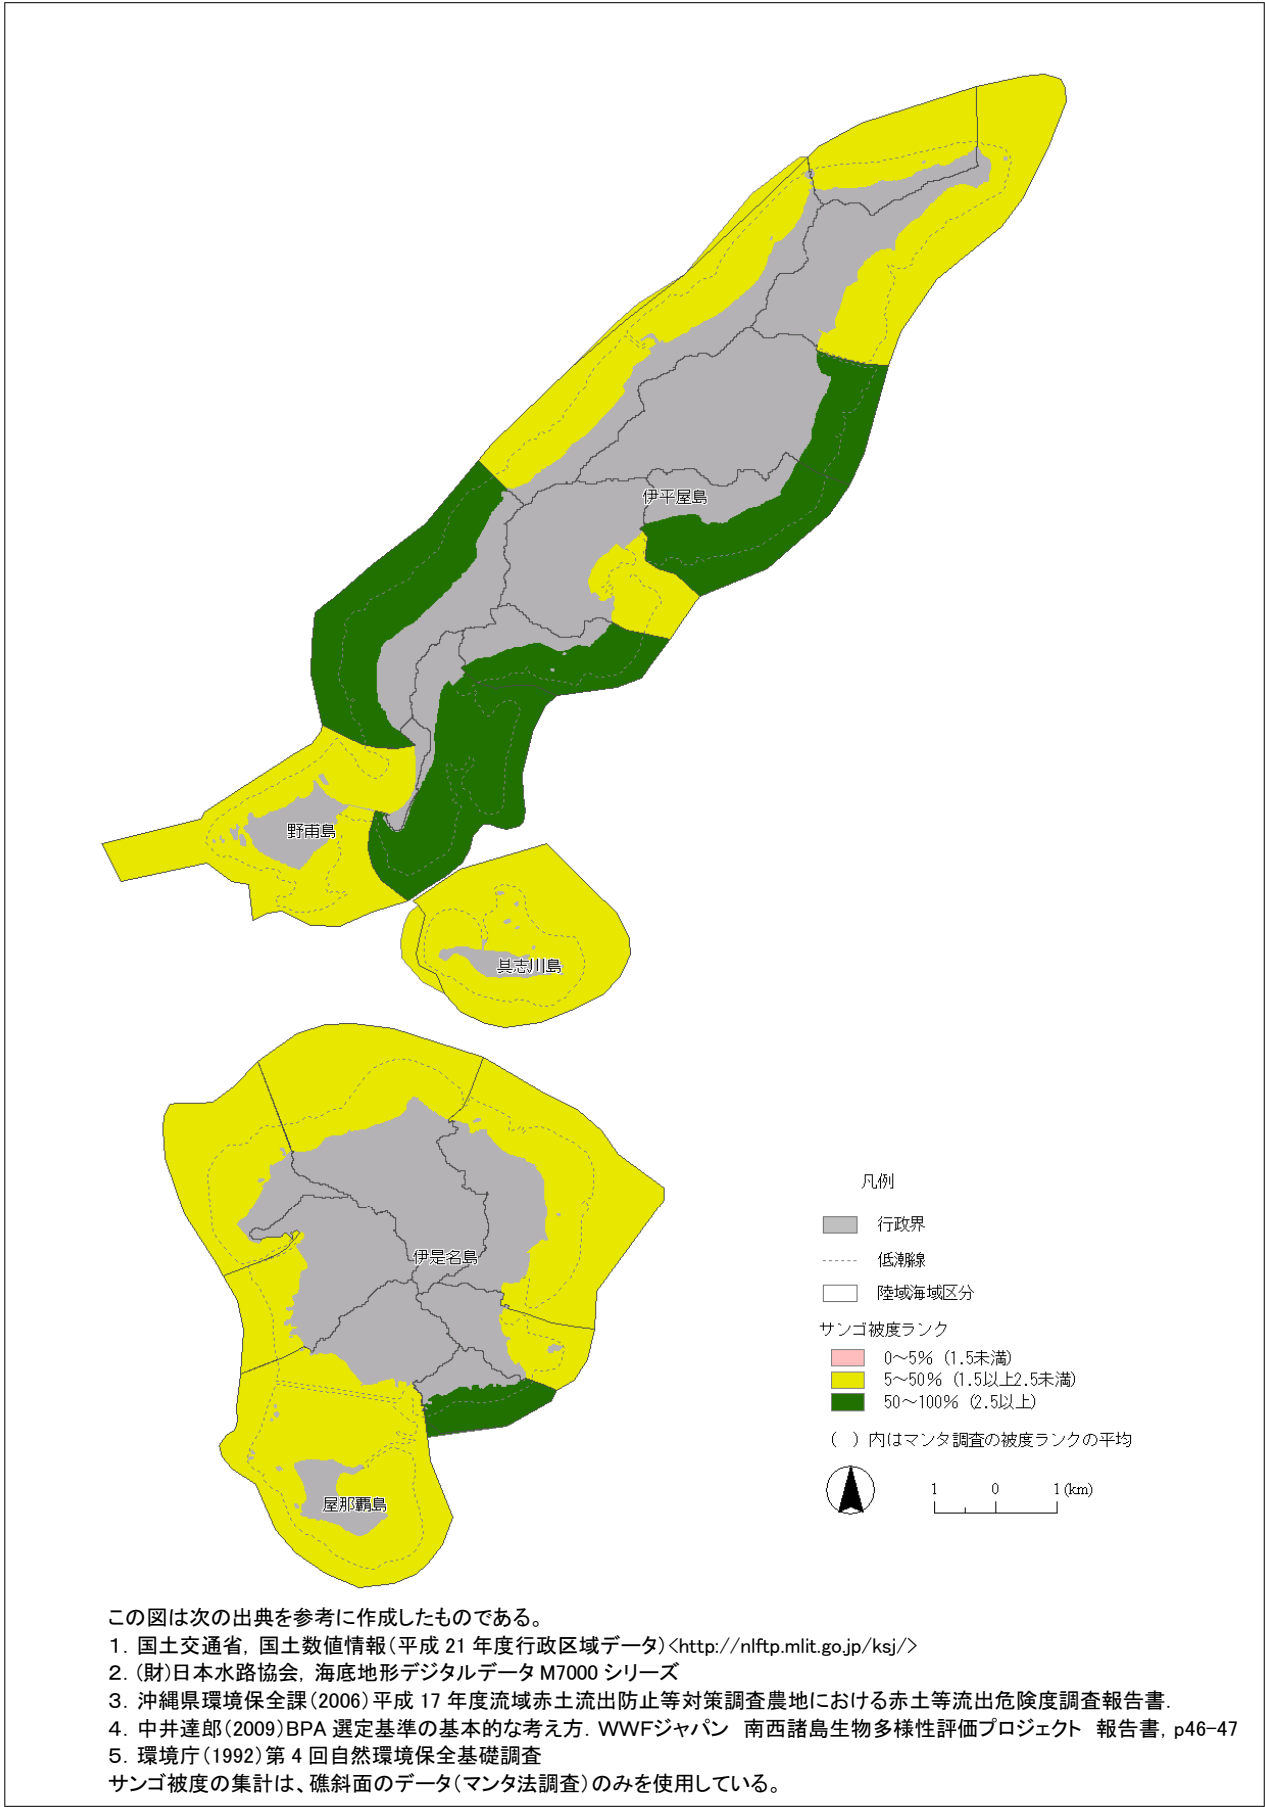 伊平屋島
野甫島
具志川島
伊是名島
屋那覇島
凡例
行政界
低潮線
陸域海域区分
サンゴ被度ランク
0～5% (1.5未満)
5～50% (1.5以上2.5未満)
50～100% (2.5以上)
( ) 内はマンタ調査の被度ランクの平均
1 0 1 (km)
この図は次の出典を参考に作成したものである。
1. 国土交通省, 国土数値情報(平成 21 年度行政区域データ)<http://nlftp.mlit.go.jp/ksj/>
2. (財)日本水路協会, 海底地形デジタルデータ M7000 シリーズ
3. 沖縄県環境保全課(2006)平成 17 年度流域赤土流出防止等対策調査農地における赤土等流出危険度調査報告書.
4. 中井達郎(2009)BPA 選定基準の基本的な考え方. WWFジャパン　南西諸島生物多様性評価プロジェクト　報告書, p46-47
5. 環境庁(1992)第 4 回自然環境保全基礎調査
サンゴ被度の集計は、礁斜面のデータ(マンタ法調査)のみを使用している。